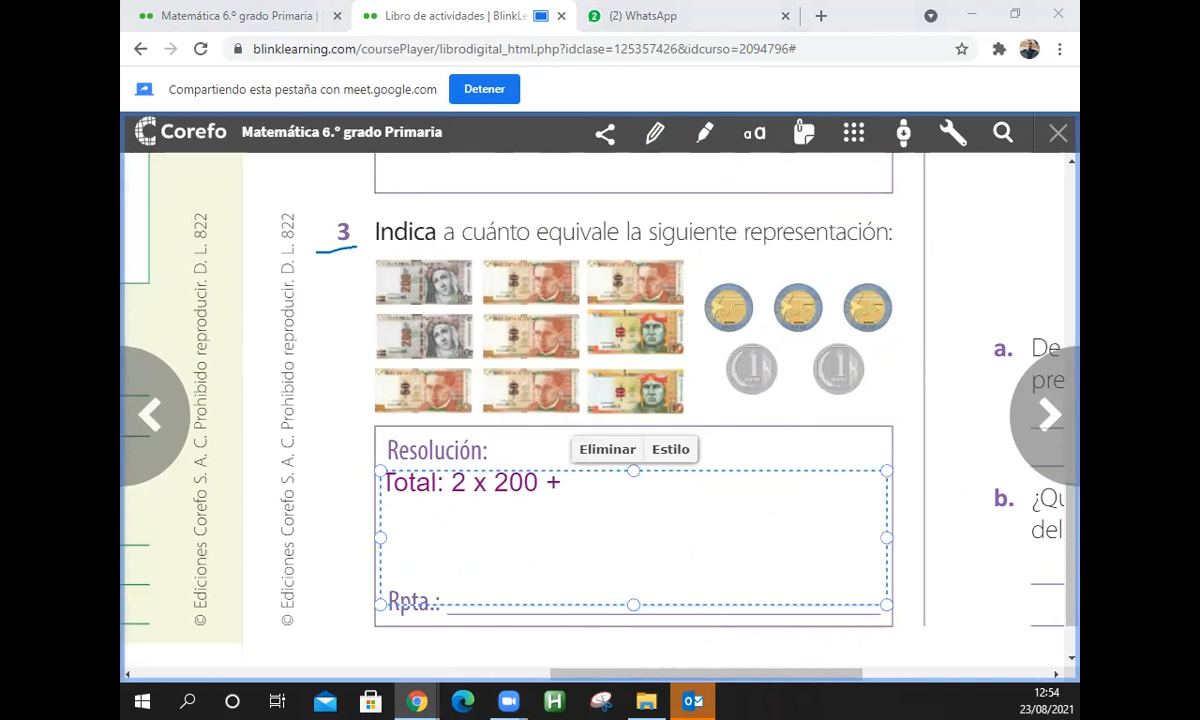 Matemática 6.º grado Primaria |
Libro de actividades | BlinkLe
(2) WhatsApp
blinklearning.com/coursePlayer/librodigital_html.php?idclase=125357426&idcurso=2094796#
Compartiendo esta pestaña con meet.google.com
Detener
Corefo
Matemática 6.º grado Primaria
a a
© Ediciones Corefo S. A. C. Prohibido reproducir. D. L. 822
© Ediciones Corefo S. A. C. Prohibido reproducir. D. L. 822
3 Indica a cuánto equivale la siguiente representación:
a. De
pre
Resolución:
Eliminar Estilo
Total: 2 x 200 +
b. ¿Qu
del
Rpta.:
12:54
23/08/2021